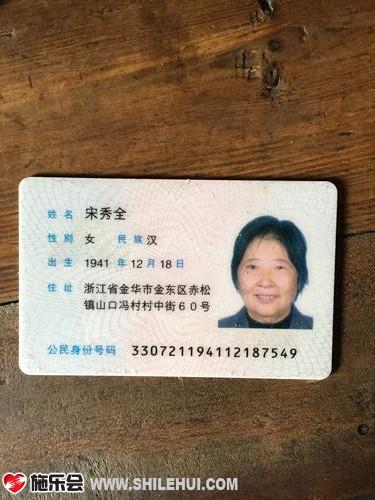 姓名 宋秀全
性别 女 民族 汉
出生 1941 年 12 月 18 日
住址 浙江省金华市金东区赤松
镇山口冯村村中街60号
公民身份号码 330721194112187549
施乐会 WWW.SHILEHUI.COM